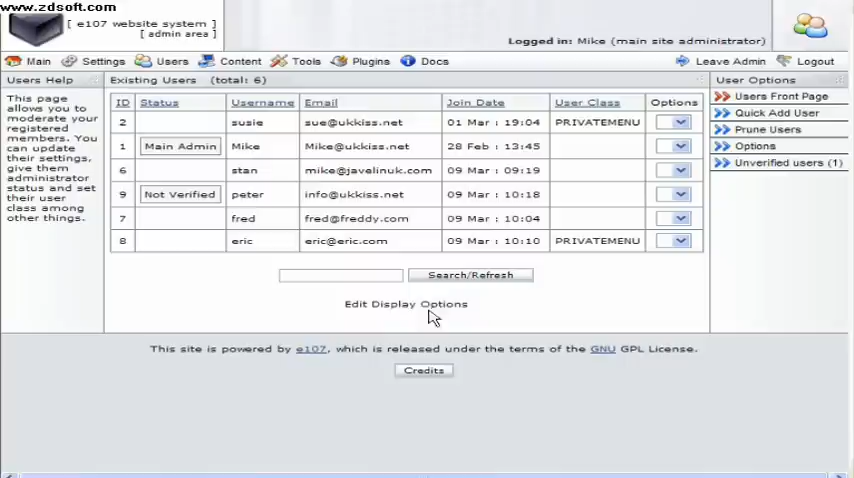 www.zdsoft.com
[ e107 website system ]
[ admin area ]
Logged in: Mike (main site administrator)
Main Settings Users Content Tools Plugins Docs Leave Admin Logout
Users Help
This page
allows you to
moderate your
registered
members. You
can update
their settings,
give them
administrator
status and set
their user
class among
other things.
Existing Users (total: 6)
ID Status Username Email Join Date User Class Options
2 susie sue@ukkiss.net 01 Mar : 19:04 PRIVATEMENU
1 Main Admin Mike Mike@ukkiss.net 28 Feb : 13:45
6 stan mike@javelinuk.com 09 Mar : 09:19
9 Not Verified peter info@ukkiss.net 09 Mar : 10:18
7 fred fred@freddy.com 09 Mar : 10:04
8 eric eric@eric.com 09 Mar : 10:10 PRIVATEMENU
Search/Refresh
Edit Display Options
User Options
Users Front Page
Quick Add User
Prune Users
Options
Unverified users (1)
This site is powered by e107, which is released under the terms of the GNU GPL License.
Credits